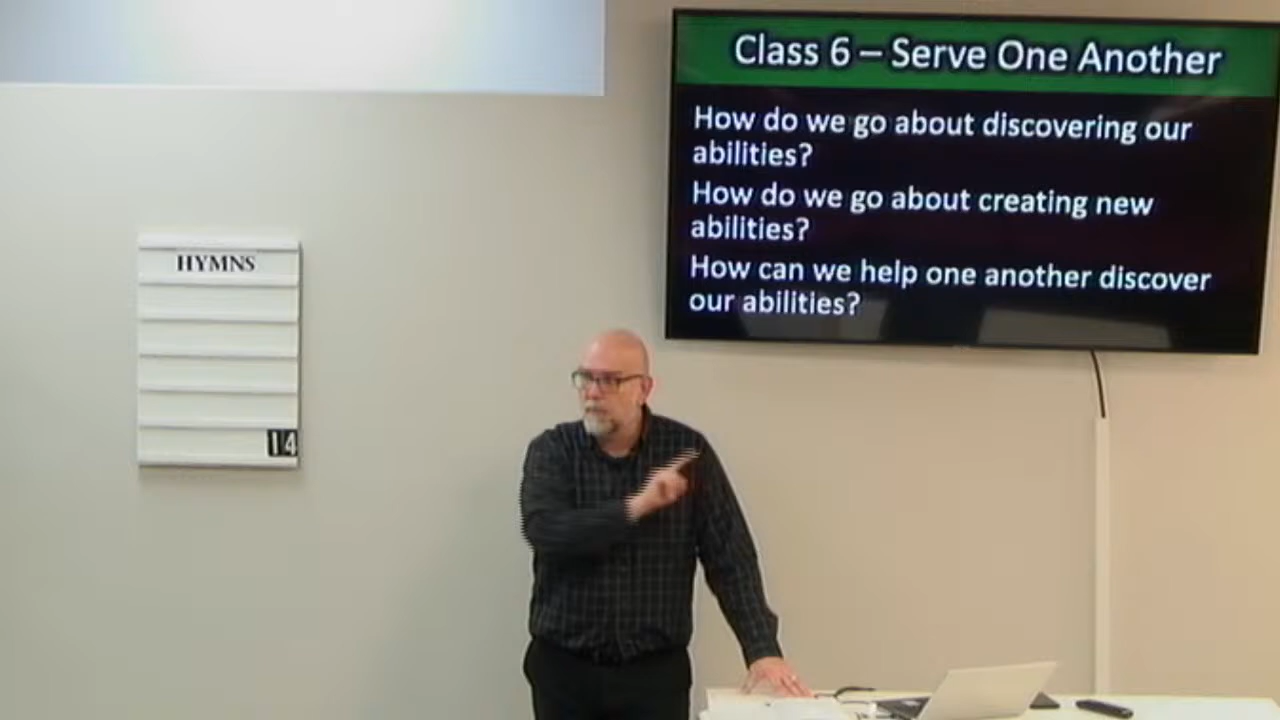 Class 6 – Serve One Another
How do we go about discovering our
abilities?
How do we go about creating new
abilities?
How can we help one another discover
our abilities?
HYMNS
14